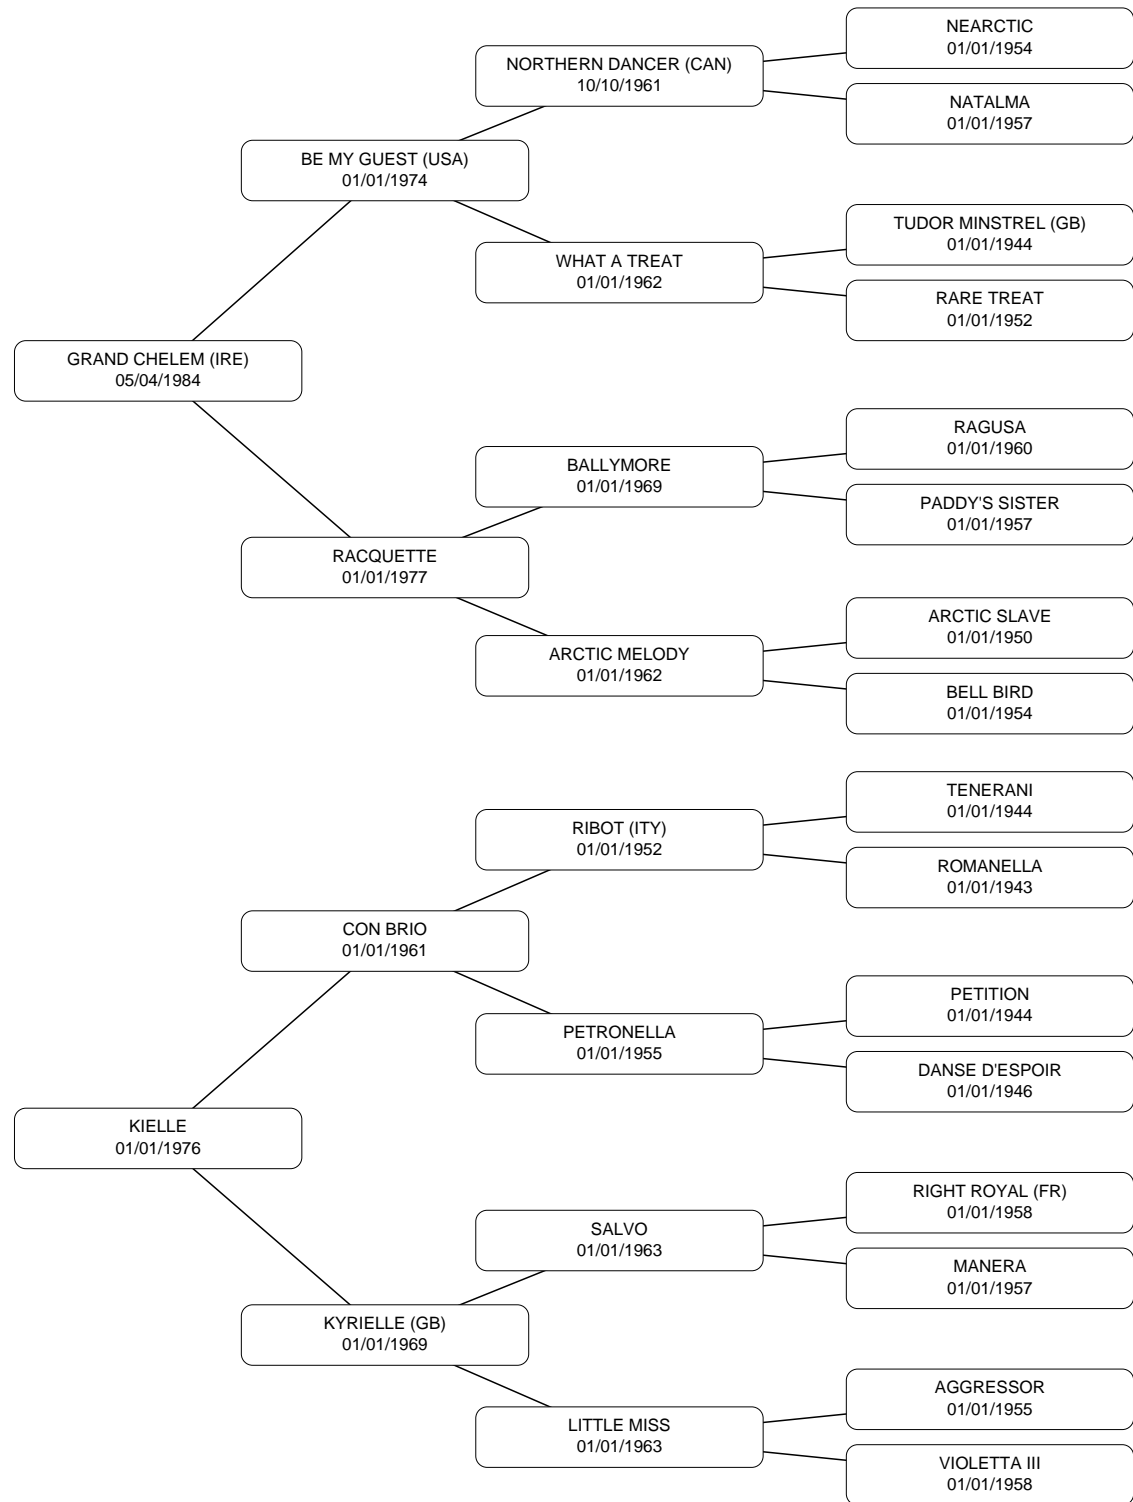 NEARCTIC
01/01/1954
NORTHERN DANCER (CAN)
10/10/1961
NATALMA
01/01/1957
BE MY GUEST (USA)
01/01/1974
TUDOR MINSTREL (GB)
01/01/1944
WHAT A TREAT
01/01/1962
RARE TREAT
01/01/1952
GRAND CHELEM (IRE)
05/04/1984
RAGUSA
01/01/1960
BALLYMORE
01/01/1969
PADDY'S SISTER
01/01/1957
RACQUETTE
01/01/1977
ARCTIC SLAVE
01/01/1950
ARCTIC MELODY
01/01/1962
BELL BIRD
01/01/1954
TENERANI
01/01/1944
RIBOT (ITY)
01/01/1952
ROMANELLA
01/01/1943
CON BRIO
01/01/1961
PETITION
01/01/1944
PETRONELLA
01/01/1955
DANSE D'ESPOIR
01/01/1946
KIELLE
01/01/1976
RIGHT ROYAL (FR)
01/01/1958
SALVO
01/01/1963
MANERA
01/01/1957
KYRIELLE (GB)
01/01/1969
AGGRESSOR
01/01/1955
LITTLE MISS
01/01/1963
VIOLETTA III
01/01/1958